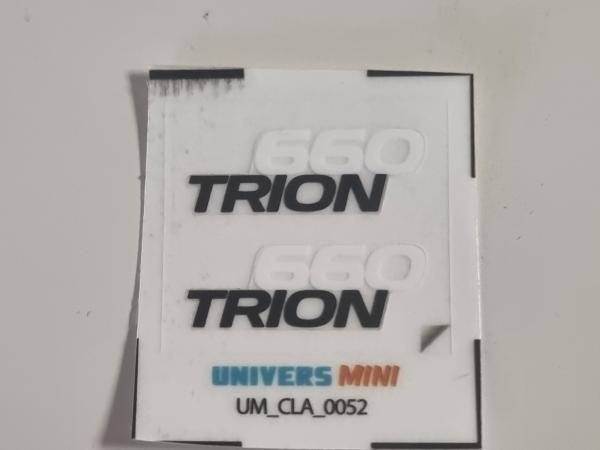 660
TRION
660
TRION
UNIVERS MINI
UM_CLA_0052